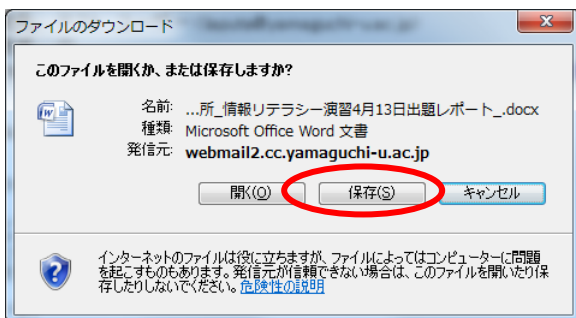 ファイルのダウンロード
このファイルを開くか、または保存しますか?
名前: ...所_情報リテラシー演習4月13日出題レポート_.docx
種類: Microsoft Office Word 文書
発信元: webmail2.cc.yamaguchi-u.ac.jp
開く(O) 保存(S) キャンセル
インターネットのファイルは役に立ちますが、ファイルによってはコンピューターに問題
を起こすものもあります。発信元が信頼できない場合は、このファイルを開いたり保
存したりしないでください。危険性の説明